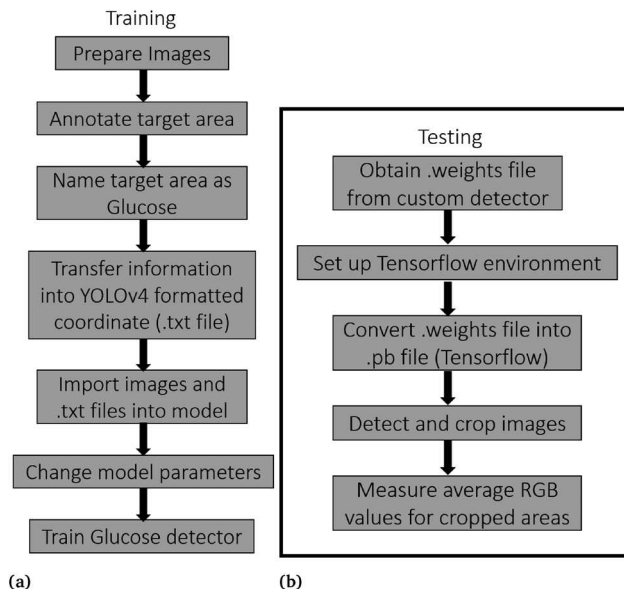 Training
Prepare Images
Annotate target area
Name target area as
Glucose
Transfer information
into YOLOv4 formatted
coordinate (.txt file)
Import images and
.txt files into model
Change model parameters
Train Glucose detector
(a)
Testing
Obtain .weights file
from custom detector
Set up Tensorflow environment
Convert .weights file into
.pb file (Tensorflow)
Detect and crop images
Measure average RGB
values for cropped areas
(b)